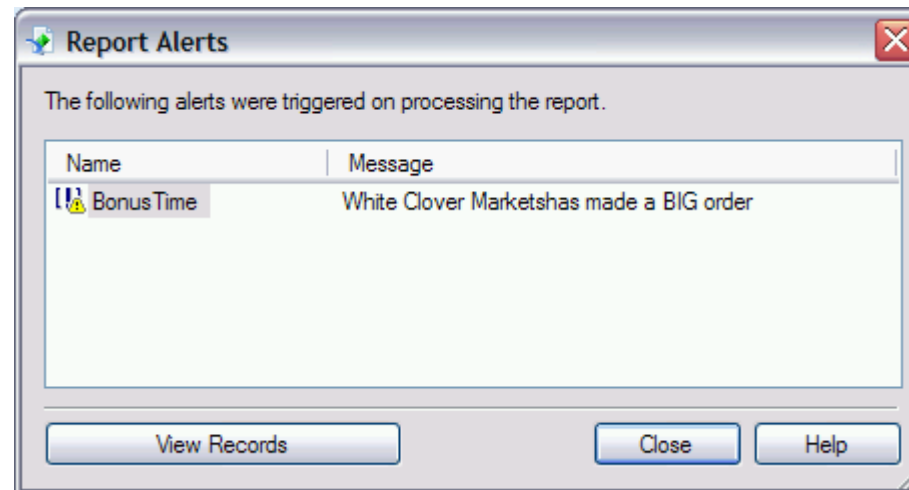 Report Alerts
The following alerts were triggered on processing the report.
Name Message
BonusTime White Clover Marketshas made a BIG order
View Records Close Help